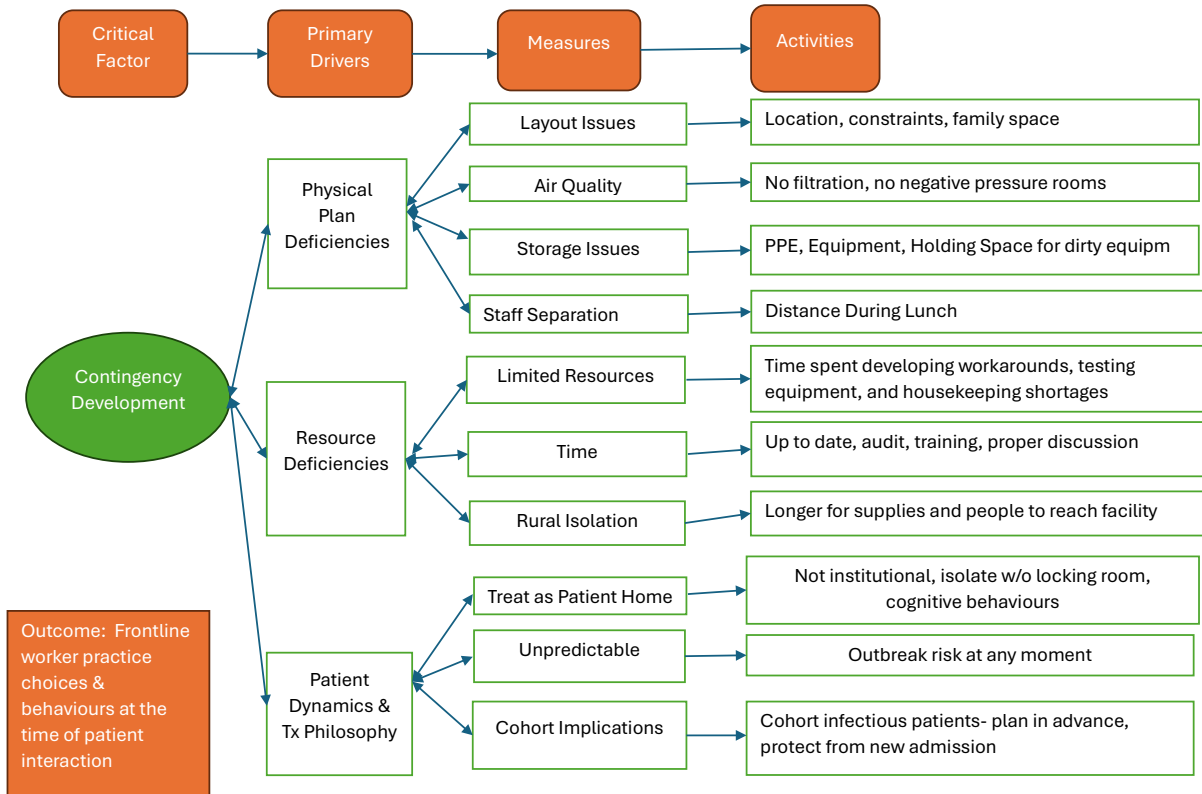 Critical
Factor
Primary
Drivers
Measures
Activities
Layout Issues
Location, constraints, family space
Physical
Plan
Deficiencies
Air Quality
No filtration, no negative pressure rooms
Storage Issues
PPE, Equipment, Holding Space for dirty equipm
Staff Separation
Distance During Lunch
Contingency
Development
Limited Resources
Time spent developing workarounds, testing
equipment, and housekeeping shortages
Resource
Deficiencies
Time
Up to date, audit, training, proper discussion
Rural Isolation
Longer for supplies and people to reach facility
Treat as Patient Home
Not institutional, isolate w/o locking room,
cognitive behaviours
Outcome: Frontline
worker practice
choices &
behaviours at the
time of patient
interaction
Patient
Dynamics &
Tx Philosophy
Unpredictable
Outbreak risk at any moment
Cohort Implications
Cohort infectious patients- plan in advance,
protect from new admission